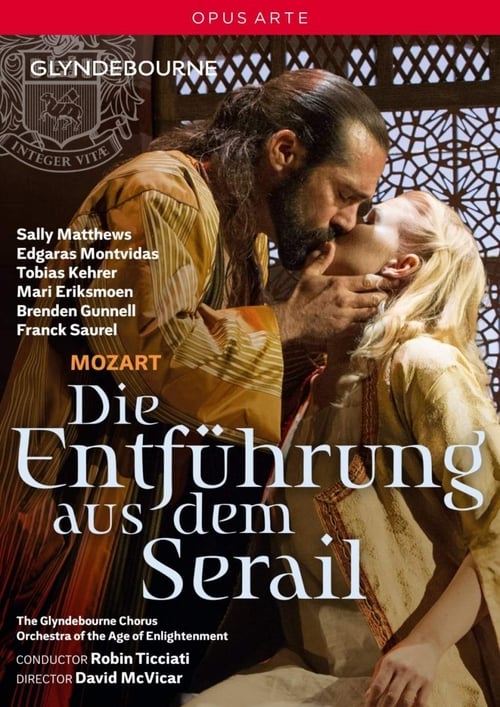 OPUS ARTE
GLYNDEBOURNE
INTEGER VITÆ
Sally Matthews
Edgaras Montvidas
Tobias Kehrer
Mari Eriksmoen
Brenden Gunnell
Franck Saurel
MOZART
Die
Entführung
aus dem
Serail
The Glyndebourne Chorus
Orchestra of the Age of Enlightenment
CONDUCTOR Robin Ticciati
DIRECTOR David McVicar